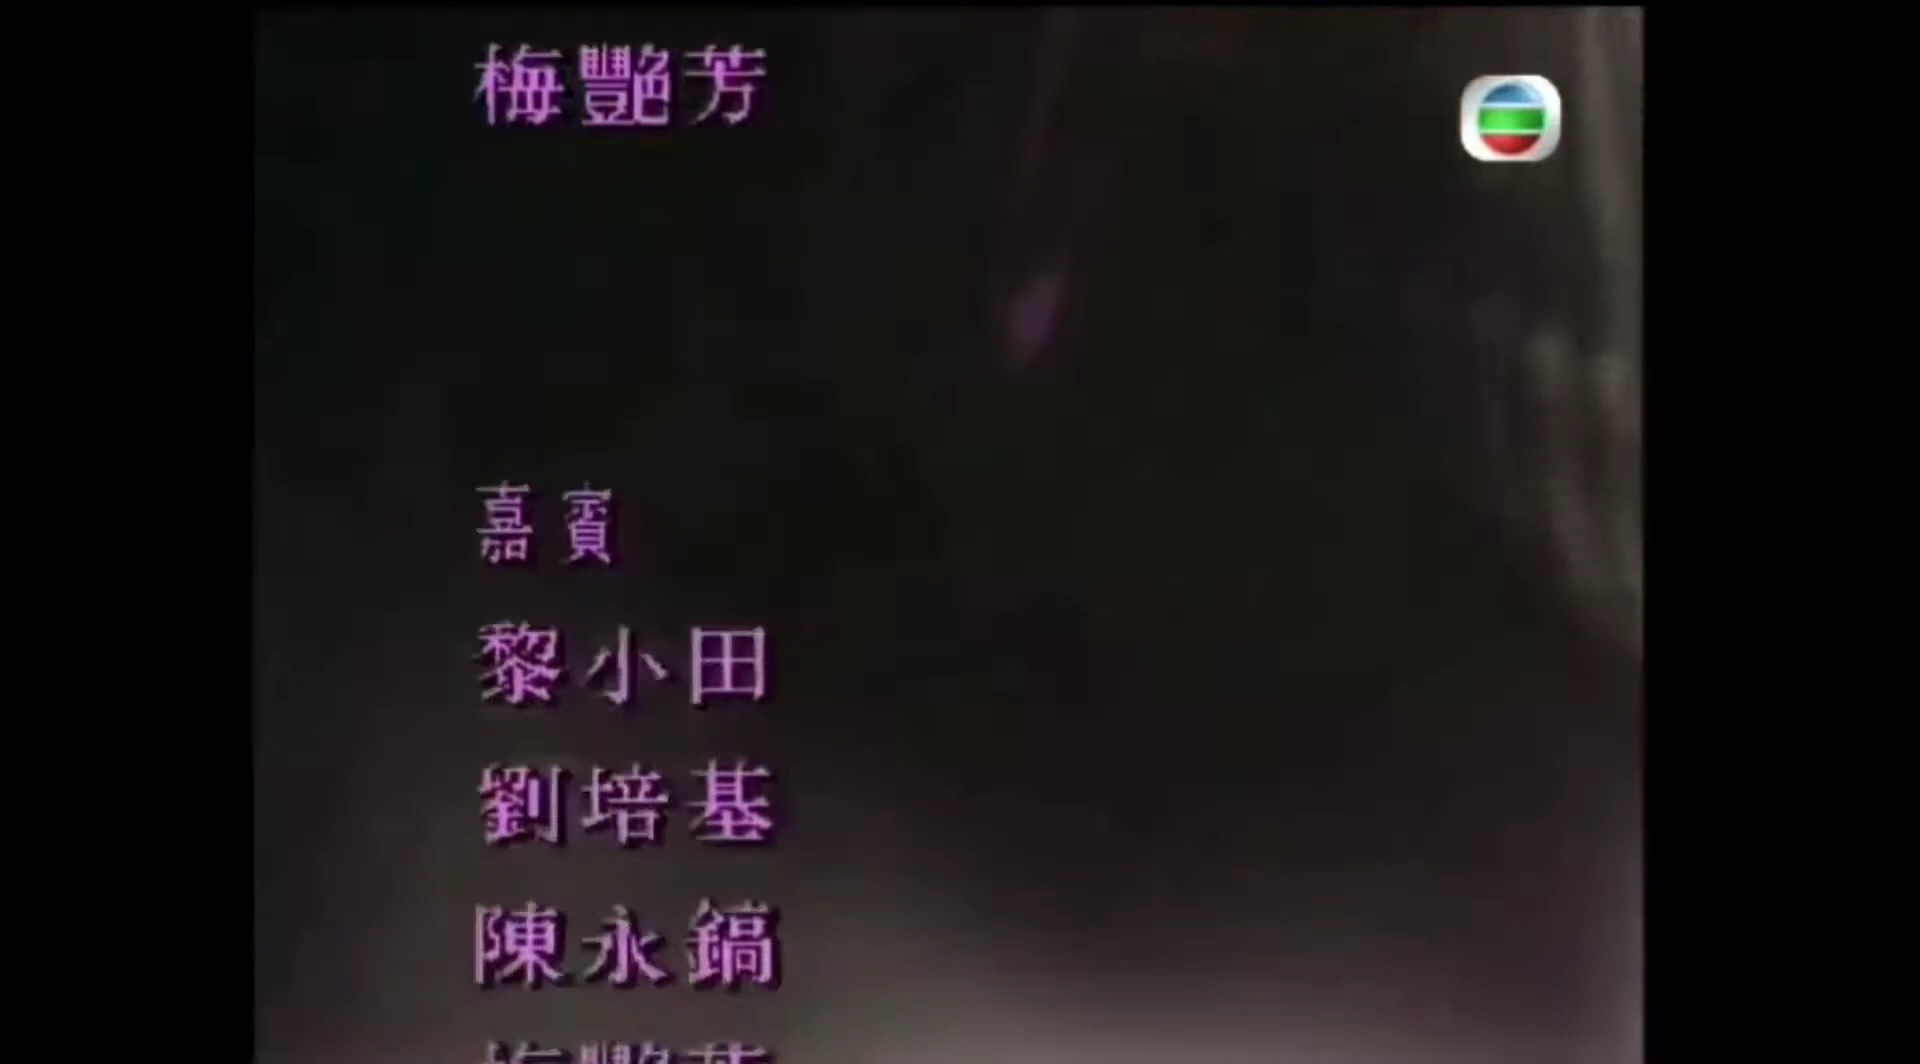 梅艷芳
嘉賓
黎小田
劉培基
陳永鎬